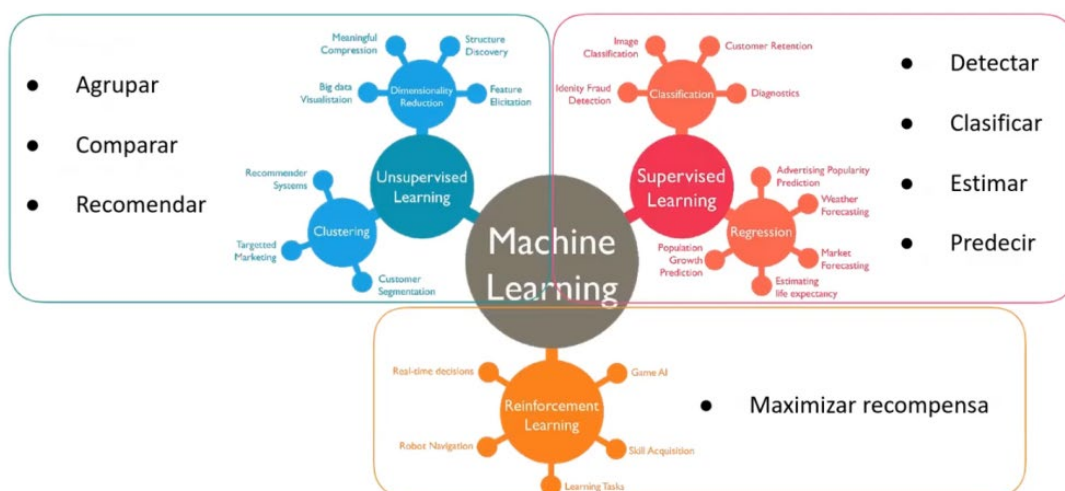 Agrupar
Comparar
Recomendar
Meaningful
Compression
Structure
Discovery
Big data
Visualistaion
Dimensionality
Reduction
Feature
Elicitation
Unsupervised
Learning
Recommender
Systems
Clustering
Targetted
Marketing
Customer
Segmentation
Machine
Learning
Image
Classification
Customer Retention
Idenity Fraud
Detection
Classification
Diagnostics
Supervised
Learning
Advertising Popularity
Prediction
Weather
Forecasting
Regression
Population
Growth
Prediction
Market
Forecasting
Estimating
life expectancy
Detectar
Clasificar
Estimar
Predecir
Real-time decisions
Game AI
Reinforcement
Learning
Robot Navigation
Skill Acquisition
Learning Tasks
Maximizar recompensa